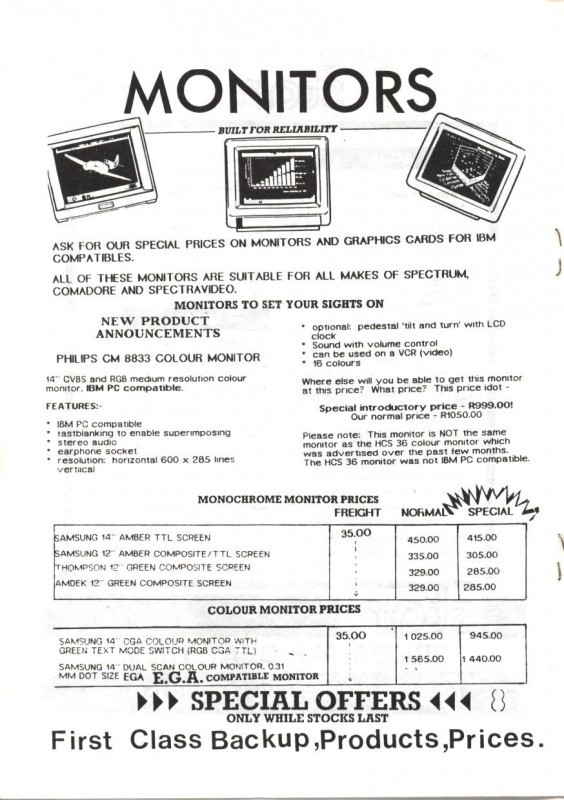 MONITORS
BUILT FOR RELIABILITY
ASK FOR OUR SPECIAL PRICES ON MONITORS AND GRAPHICS CARDS FOR IBM
COMPATIBLES.
ALL OF THESE MONITORS ARE SUITABLE FOR ALL MAKES OF SPECTRUM,
COMADORE AND SPECTRAVIDEO.
MONITORS TO SET YOUR SIGHTS ON
NEW PRODUCT
ANNOUNCEMENTS
PHILIPS CM 8833 COLOUR MONITOR
14" CVBS and RGB medium resolution colour
monitor. IBM PC compatible.
FEATURES:-
* IBM PC compatible
* fastblanking to enable superimposing
* stereo audio
* earphone socket
* resolution: horizontal 600 x 285 lines
vertiical
* optional: pedestal 'tilt and turn' with LCD
clock
* Sound with volume control
* can be used on a VCR (video)
* 16 colours
Where else will you be able to get this monitor
at this price? What price? This price idot -
Special introductory price - R999.00!
Our normal price - R1050.00
Please note: This monitor is NOT the same
monitor as the HCS 36 colour monitor which
was advertised over the past few months.
The HCS 36 monitor was not IBM PC compatible.
MONOCHROME MONITOR PRICES
FREIGHT NORMAL SPECIAL
SAMSUNG 14" AMBER TTL SCREEN 35.00 450.00 415.00
SAMSUNG 12" AMBER COMPOSITE/TTL SCREEN 335.00 305.00
THOMPSON 12" GREEN COMPOSITE SCREEN 329.00 285.00
AMDEK 12" GREEN COMPOSITE SCREEN 329.00 285.00
COLOUR MONITOR PRICES
SAMSUNG 14" CGA COLOUR MONITOR WITH 35.00 1 025.00 945.00
GREEN TEXT MODE SWITCH (RGB CGA TTL)
SAMSUNG 14" DUAL SCAN COLOUR MONITOR, 0.31 1 565.00 1 440.00
MM DOT SIZE EGA E.G.A. COMPATIBLE MONITOR
SPECIAL OFFERS
ONLY WHILE STOCKS LAST
First Class Backup,Products,Prices.